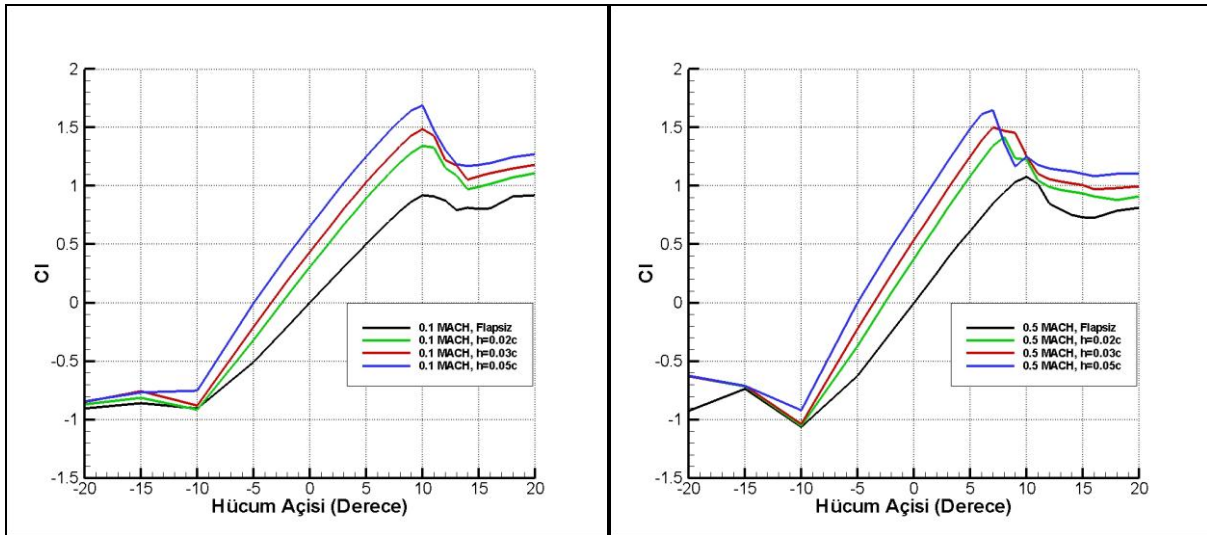 2
1.5
1
0.5
0
-0.5
-1
-1.5
Cl
-20 -15 -10 -5 0 5 10 15 20
Hücum Açisi (Derece)
0.1 MACH, Flapsiz
0.1 MACH, h=0.02c
0.1 MACH, h=0.03c
0.1 MACH, h=0.05c
2
1.5
1
0.5
0
-0.5
-1
-1.5
Cl
-20 -15 -10 -5 0 5 10 15 20
Hücum Açisi (Derece)
0.5 MACH, Flapsiz
0.5 MACH, h=0.02c
0.5 MACH, h=0.03c
0.5 MACH, h=0.05c